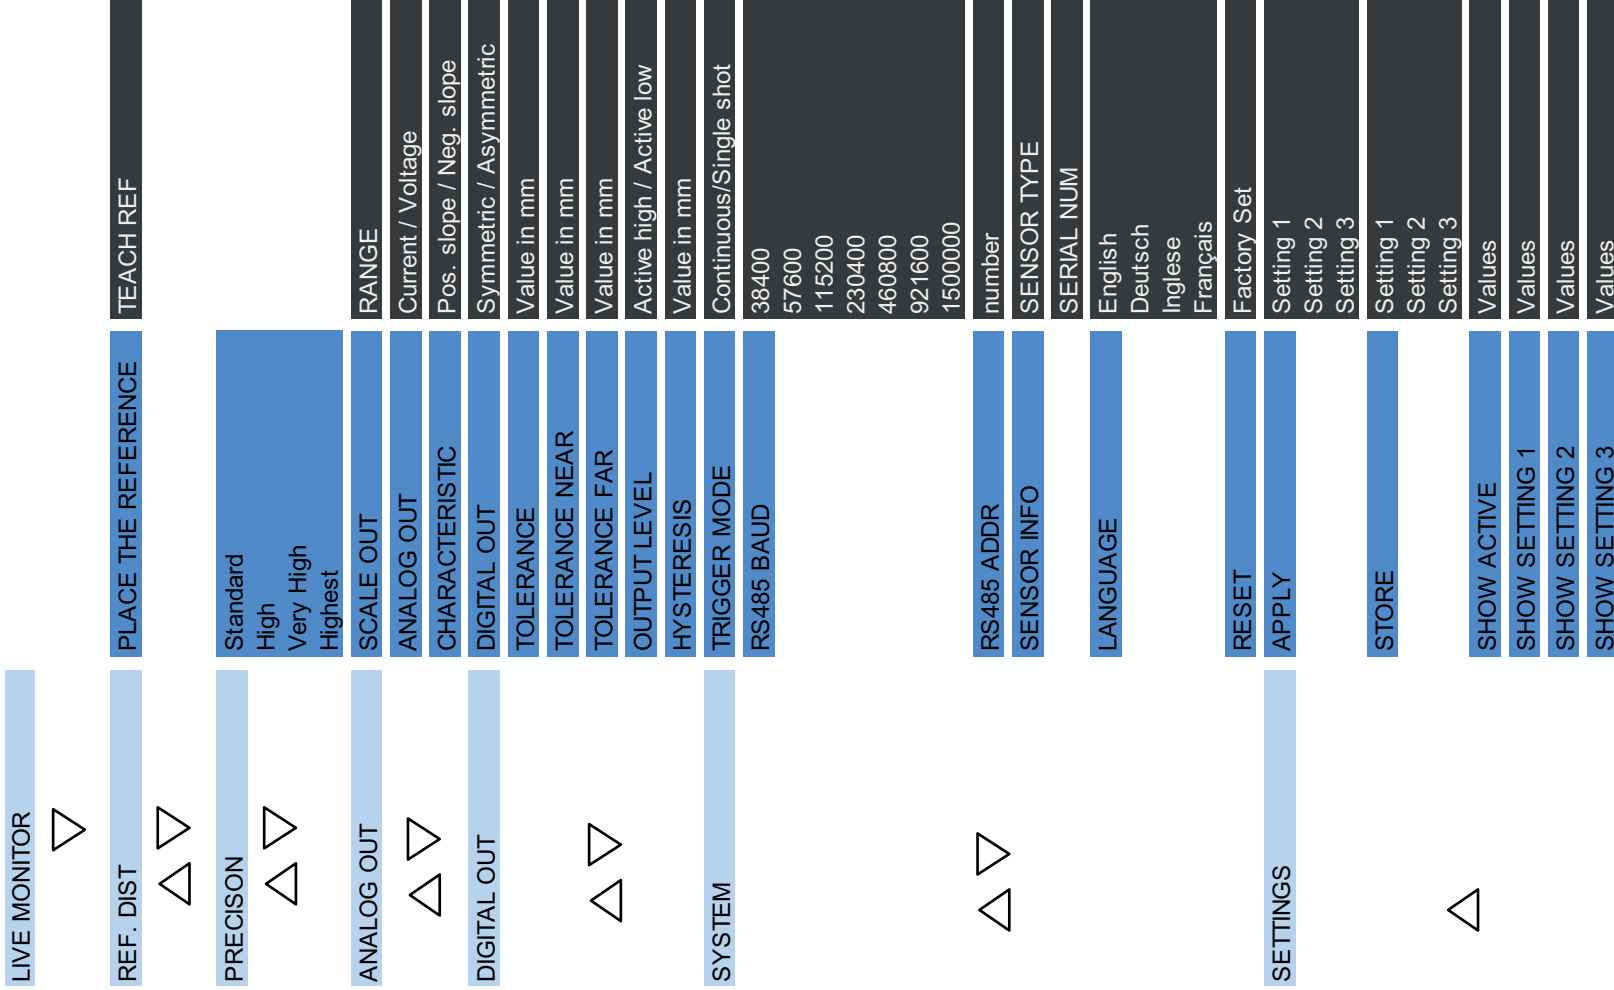 LIVE MONITOR
REF. DIST
PLACE THE REFERENCE
TEACH REF
PRECISON
Standard
High
Very High
Highest
ANALOG OUT
SCALE OUT
RANGE
ANALOG OUT
Current / Voltage
CHARACTERISTIC
Pos. slope / Neg. slope
DIGITAL OUT
DIGITAL OUT
Symmetric / Asymmetric
TOLERANCE
Value in mm
TOLERANCE NEAR
Value in mm
TOLERANCE FAR
Value in mm
OUTPUT LEVEL
Active high / Active low
HYSTERESIS
Value in mm
SYSTEM
TRIGGER MODE
Continuous/Single shot
RS485 BAUD
38400
57600
115200
230400
460800
921600
1500000
RS485 ADDR
number
SENSOR INFO
SENSOR TYPE
SERIAL NUM
LANGUAGE
English
Deutsch
Inglese
Français
RESET
Factory Set
SETTINGS
APPLY
Setting 1
Setting 2
Setting 3
STORE
Setting 1
Setting 2
Setting 3
SHOW ACTIVE
Values
SHOW SETTING 1
Values
SHOW SETTING 2
Values
SHOW SETTING 3
Values